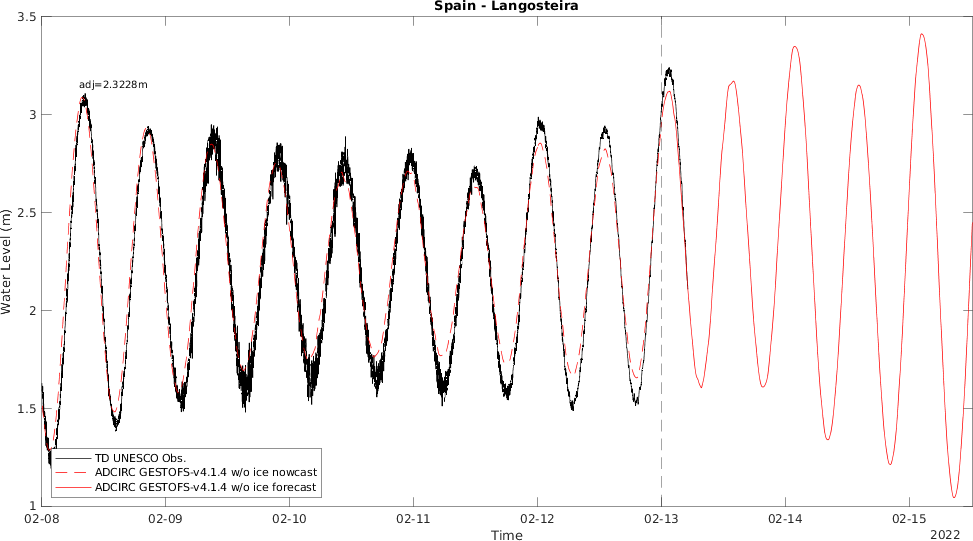 Spain - Langosteira
3.5
adj=2.3228m
3
2.5
Water Level (m)
2
1.5
TD UNESCO Obs.
ADCIRC GESTOFS-v4.1.4 w/o ice nowcast
ADCIRC GESTOFS-v4.1.4 w/o ice forecast
1
02-08 02-09 02-10 02-11 02-12 02-13 02-14 02-15
Time
2022